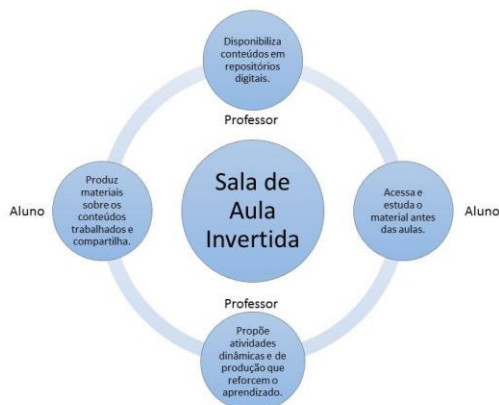 Disponibiliza
conteúdos em
repositórios
digitais.
Professor
Aluno
Produz
materiais sobre os
conteúdos
trabalhados e
compartilha.
Sala de
Aula
Invertida
Acessa e
estuda o
material antes
das aulas.
Aluno
Professor
Propõe
atividades
dinâmicas e de
produção que
reforcem o
aprendizado.